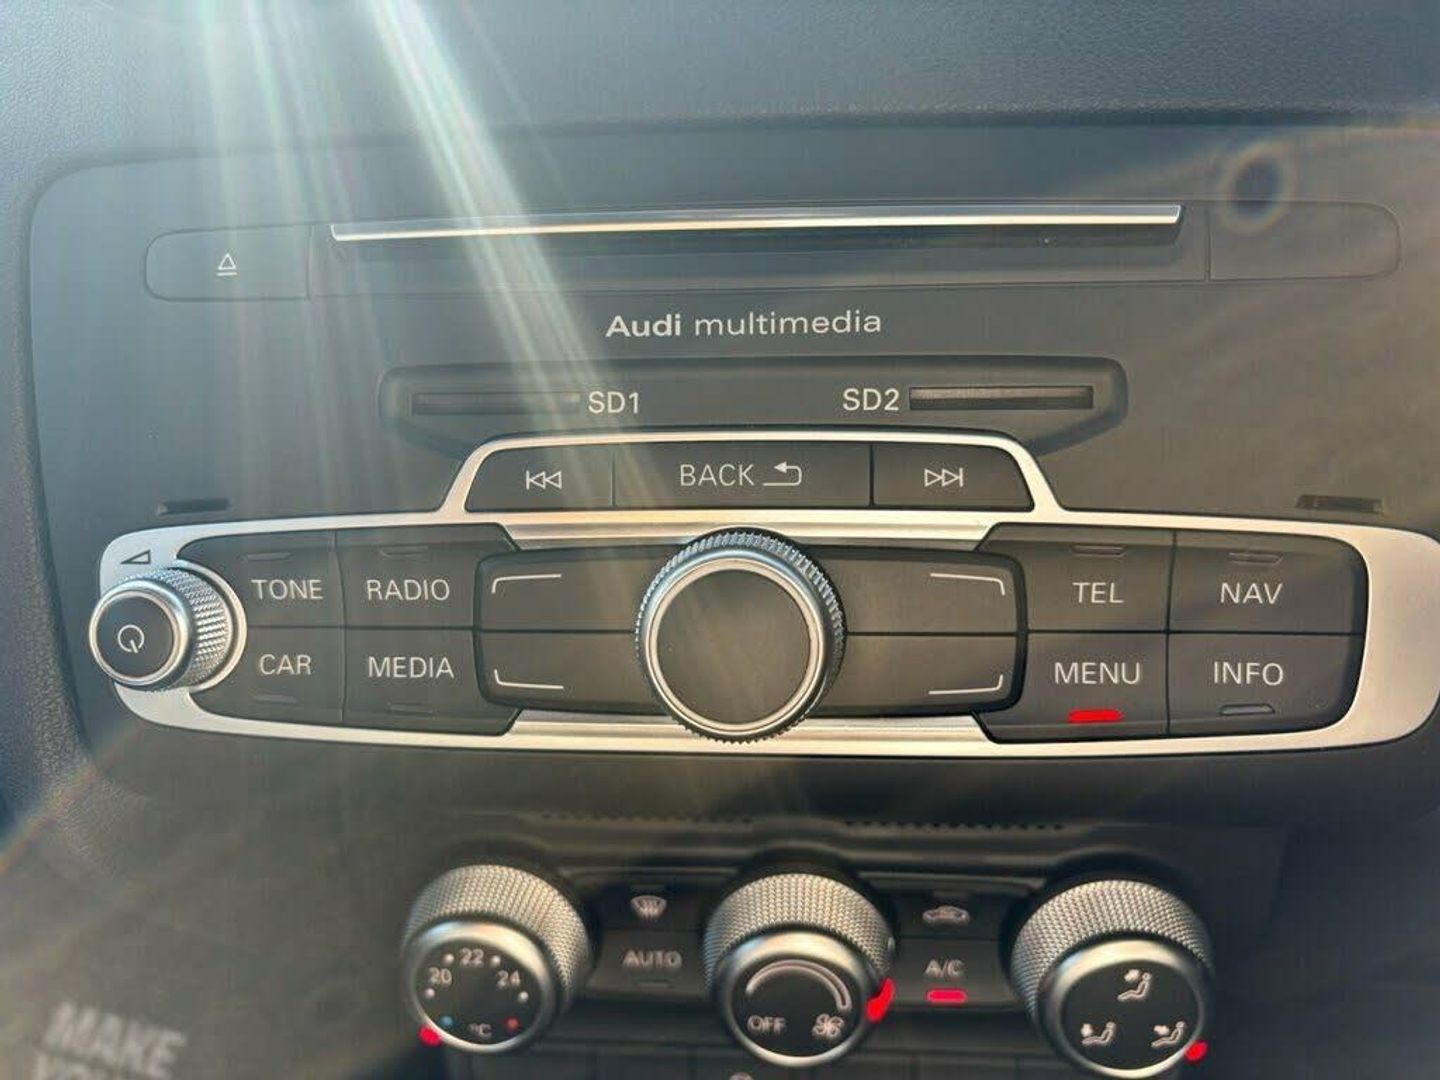 Audi multimedia
SD1 SD2
BACK
TONE RADIO TEL NAV
CAR MEDIA MENU INFO
AUTO A/C
20 22 24
°C
OFF
MAKE